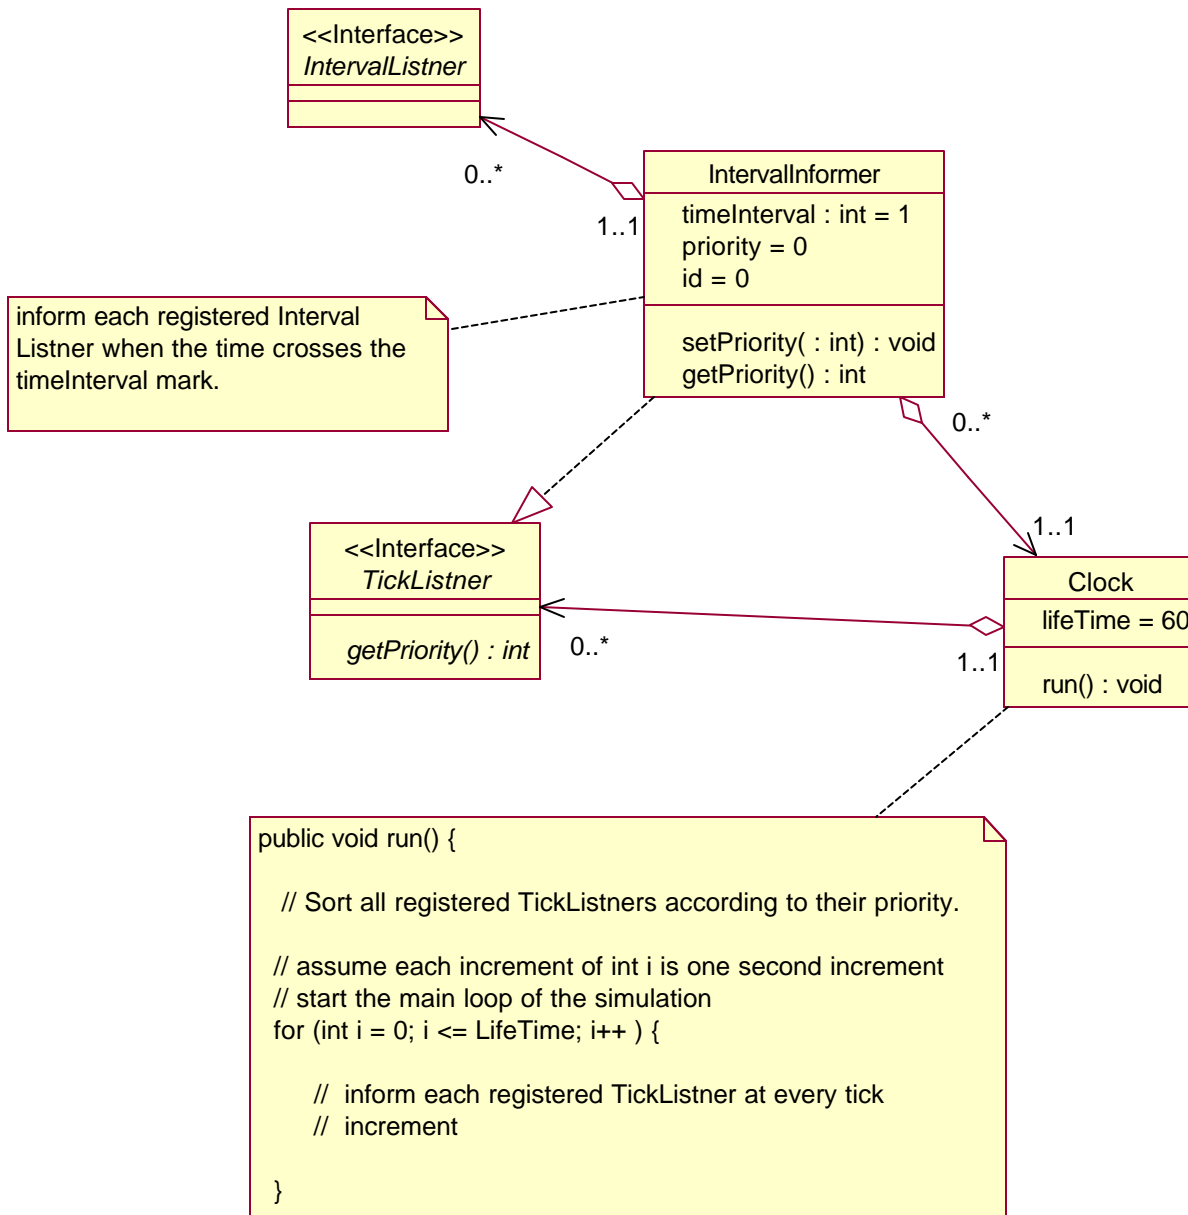 <<Interface>>
IntervalListner
0..*
1..1
IntervalInformer
timeInterval : int = 1
priority = 0
id = 0
setPriority( : int) : void
getPriority() : int
inform each registered Interval
Listner when the time crosses the
timeInterval mark.
0..*
1..1
<<Interface>>
TickListner
getPriority() : int
0..*
1..1
Clock
lifeTime = 60
run() : void
public void run() {
// Sort all registered TickListners according to their priority.
// assume each increment of int i is one second increment
// start the main loop of the simulation
for (int i = 0; i <= LifeTime; i++ ) {
// inform each registered TickListner at every tick
// increment
}